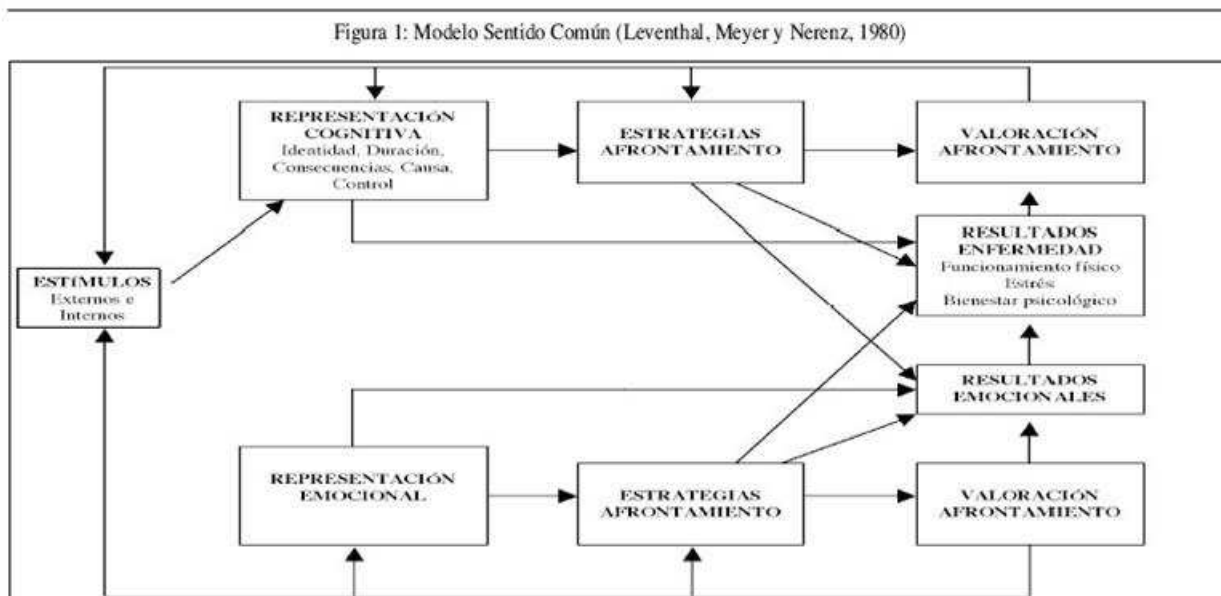 Figura 1: Modelo Sentido Común (Leventhal, Meyer y Nerenz, 1980)
REPRESENTACIÓN
COGNITIVA
Identidad, Duración,
Consecuencias, Causa,
Control
ESTRATEGIAS
AFRONTAMIENTO
VALORACIÓN
AFRONTAMIENTO
RESULTADOS
ENFERMEDAD
Funcionamiento físico
Estrés
Bienestar psicológico
ESTíMULOS
Externos e
Internos
RESULTADOS
EMOCIONALES
REPRESENTACIÓN
EMOCIONAL
ESTRATEGIAS
AFRONTAMIENTO
VALORACIÓN
AFRONTAMIENTO